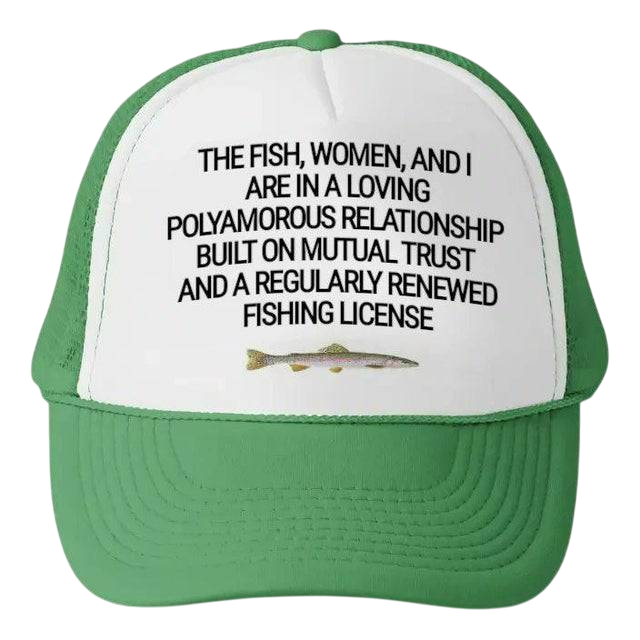 THE FISH, WOMEN, AND I
ARE IN A LOVING
POLYAMOROUS RELATIONSHIP
BUILT ON MUTUAL TRUST
AND A REGULARLY RENEWED
FISHING LICENSE